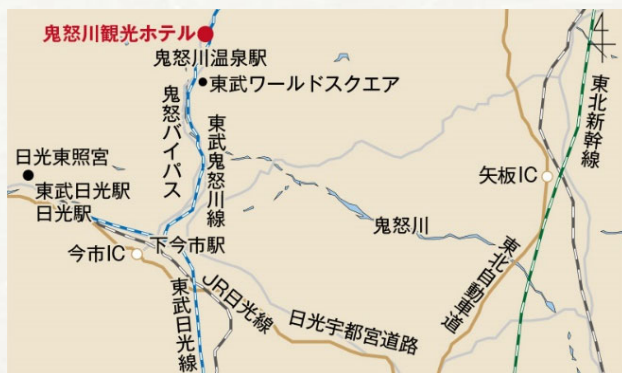 鬼怒川観光ホテル
鬼怒川温泉駅
東武ワールドスクエア
鬼怒バイパス
東武鬼怒川線
東北新幹線
日光東照宮
東武日光駅
日光駅
矢板IC
鬼怒川
下今市駅
今市IC
東北自動車道
JR日光線
日光宇都宮道路
東武日光線